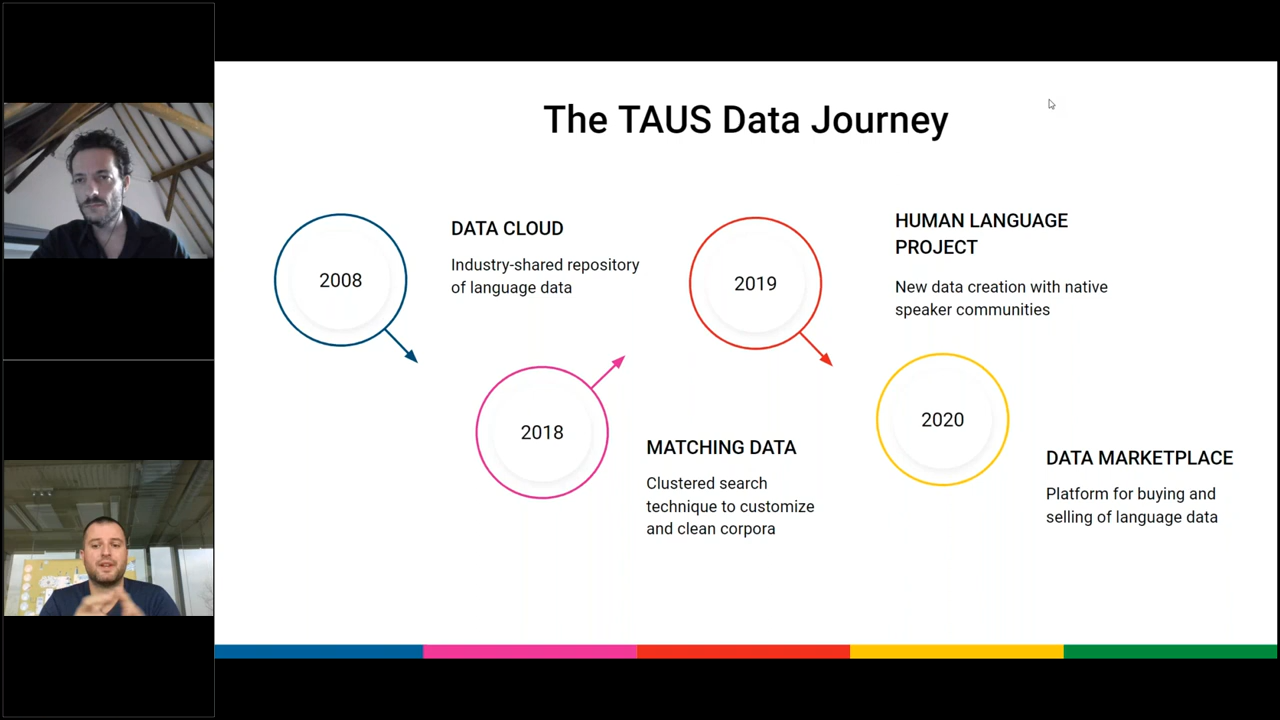 The TAUS Data Journey
2008
DATA CLOUD
Industry-shared repository
of language data
2018
MATCHING DATA
Clustered search
technique to customize
and clean corpora
2019
HUMAN LANGUAGE
PROJECT
New data creation with native
speaker communities
2020
DATA MARKETPLACE
Platform for buying and
selling of language data